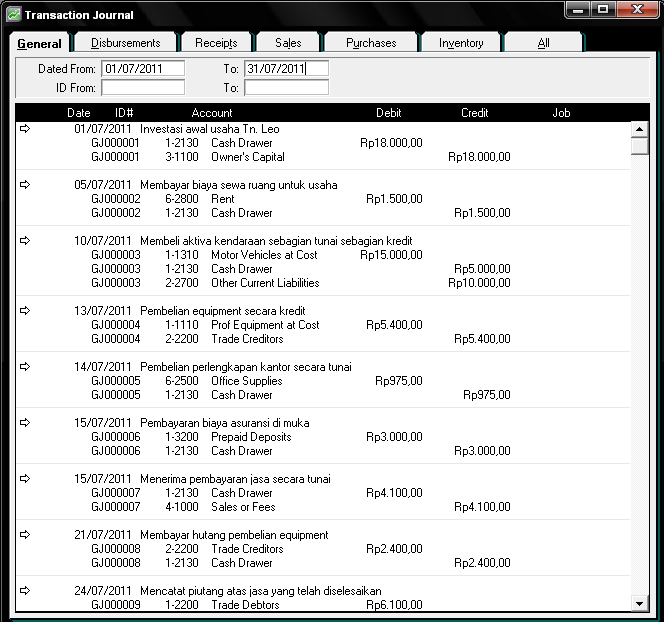 Transaction Journal
General Disbursements Receipts Sales Purchases Inventory All
Dated From: 01/07/2011 To: 31/07/2011
ID From: To:
Date ID# Account Debit Credit Job
01/07/2011 Investasi awal usaha Tn. Leo
GJ000001 1-2130 Cash Drawer Rp18.000,00
GJ000001 3-1100 Owner's Capital Rp18.000,00
05/07/2011 Membayar biaya sewa ruang untuk usaha
GJ000002 6-2800 Rent Rp1.500,00
GJ000002 1-2130 Cash Drawer Rp1.500,00
10/07/2011 Membeli aktiva kendaraan sebagian tunai sebagian kredit
GJ000003 1-1310 Motor Vehicles at Cost Rp15.000,00
GJ000003 1-2130 Cash Drawer Rp5.000,00
GJ000003 2-2700 Other Current Liabilities Rp10.000,00
13/07/2011 Pembelian equipment secara kredit
GJ000004 1-1110 Prof Equipment at Cost Rp5.400,00
GJ000004 2-2200 Trade Creditors Rp5.400,00
14/07/2011 Pembelian perlengkapan kantor secara tunai
GJ000005 6-2500 Office Supplies Rp975,00
GJ000005 1-2130 Cash Drawer Rp975,00
15/07/2011 Pembayaran biaya asuransi di muka
GJ000006 1-3200 Prepaid Deposits Rp3.000,00
GJ000006 1-2130 Cash Drawer Rp3.000,00
15/07/2011 Menerima pembayaran jasa secara tunai
GJ000007 1-2130 Cash Drawer Rp4.100,00
GJ000007 4-1000 Sales or Fees Rp4.100,00
21/07/2011 Membayar hutang pembelian equipment
GJ000008 2-2200 Trade Creditors Rp2.400,00
GJ000008 1-2130 Cash Drawer Rp2.400,00
24/07/2011 Mencatat piutang atas jasa yang telah diselesaikan
GJ000009 1-2200 Trade Debtors Rp6.100,00